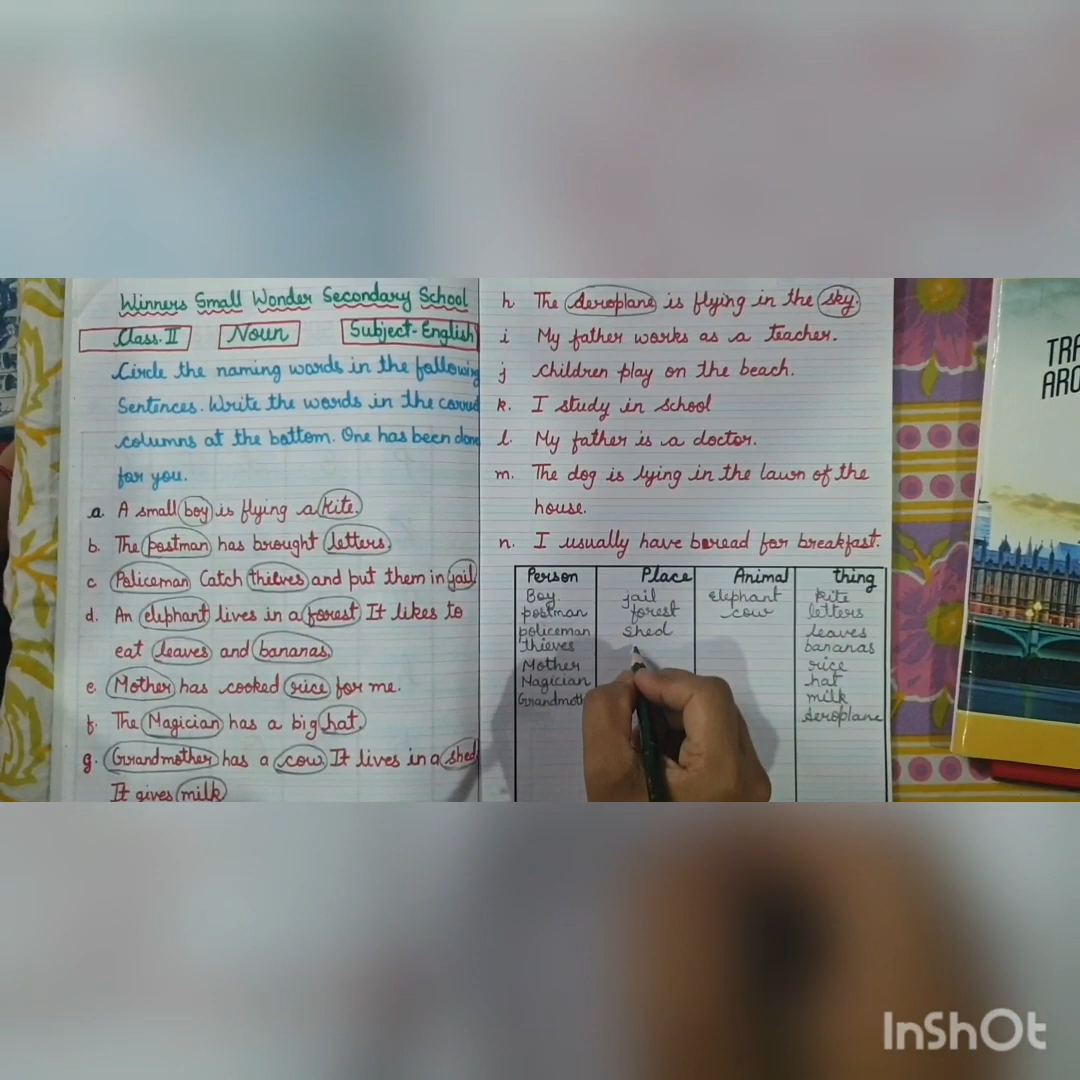 Winners Small Wonder Secondary School
Class-II Noun Subject-English
Circle the naming words in the following
Sentences. Write the words in the
columns at the bottom. One has been done
for you.
a. A small boy is flying a kite.
b. The postman has brought letters.
c Policeman Catch thieves and put them in jail
d. An elephant lives in a forest It likes to
eat leaves and bananas.
e. Mother has cooked rice for me.
f. The Magician has a big hat.
g. Grandmother has a cow It lives in a shed
It gives milk
h. The Aeroplane is flying in the sky.
i My father works as a teacher.
j children play on the beach.
k. I study in school
l. My father is a doctor.
m. The dog is lying in the lawn of the
house.
n. I usually have boread for breakfast.
Person Place Animal thing
Boy jail elephant kite
postman forest cow letters
policeman shed leaves
thieves bananas
Mother rice
Magician hat
Grandmoth milk
Aeroplane
TRA
ARO
InShOt